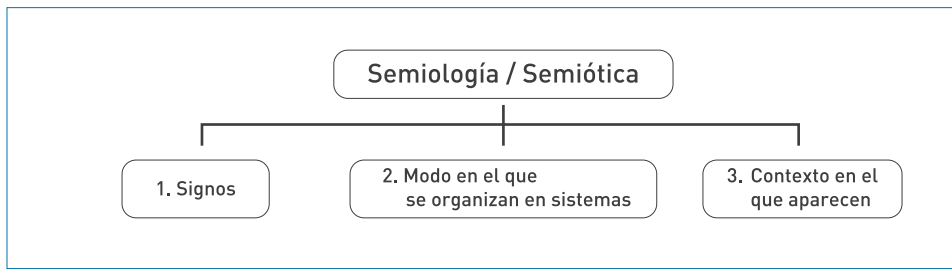 Semiología / Semiótica
1. Signos
2. Modo en el que
se organizan en sistemas
3. Contexto en el
que aparecen